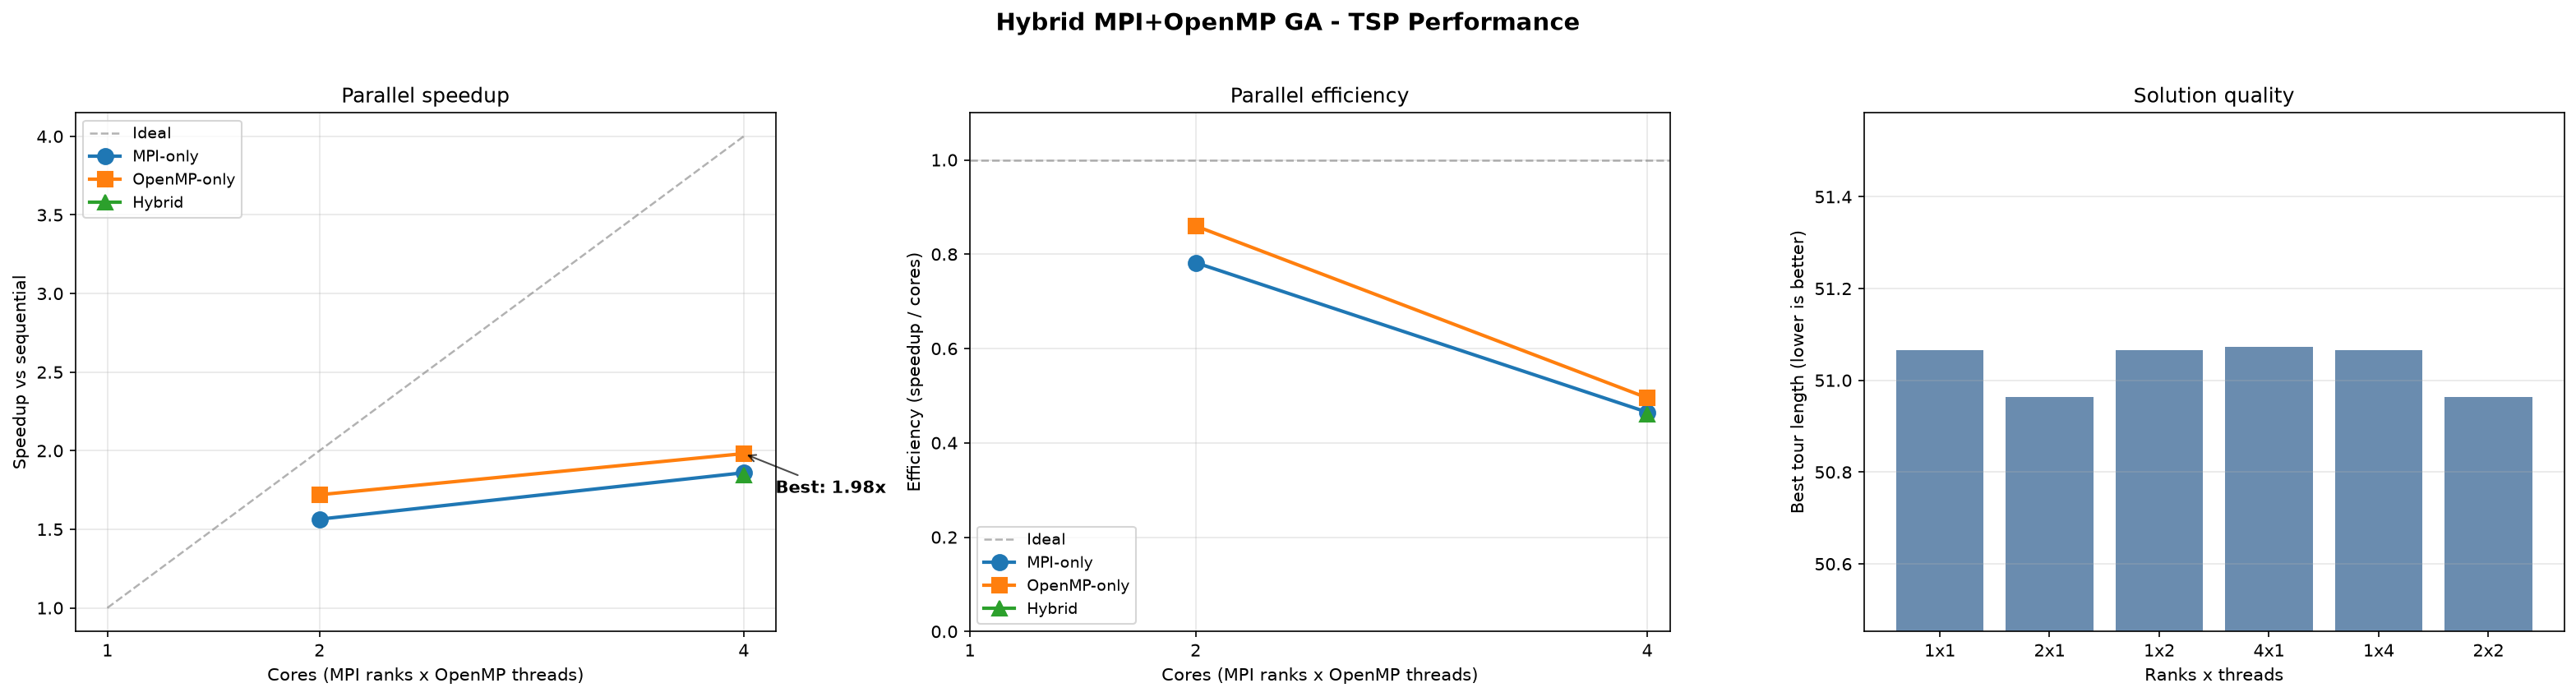 Hybrid MPI+OpenMP GA - TSP Performance
Parallel speedup
Speedup vs sequential
4.0
3.5
3.0
2.5
2.0
1.5
1.0
Ideal
MPI-only
OpenMP-only
Hybrid
Best: 1.98x
1 2 4
Cores (MPI ranks x OpenMP threads)
Parallel efficiency
Efficiency (speedup / cores)
1.0
0.8
0.6
0.4
0.2
0.0
Ideal
MPI-only
OpenMP-only
Hybrid
1 2 4
Cores (MPI ranks x OpenMP threads)
Solution quality
Best tour length (lower is better)
51.4
51.2
51.0
50.8
50.6
1x1 2x1 1x2 4x1 1x4 2x2
Ranks x threads